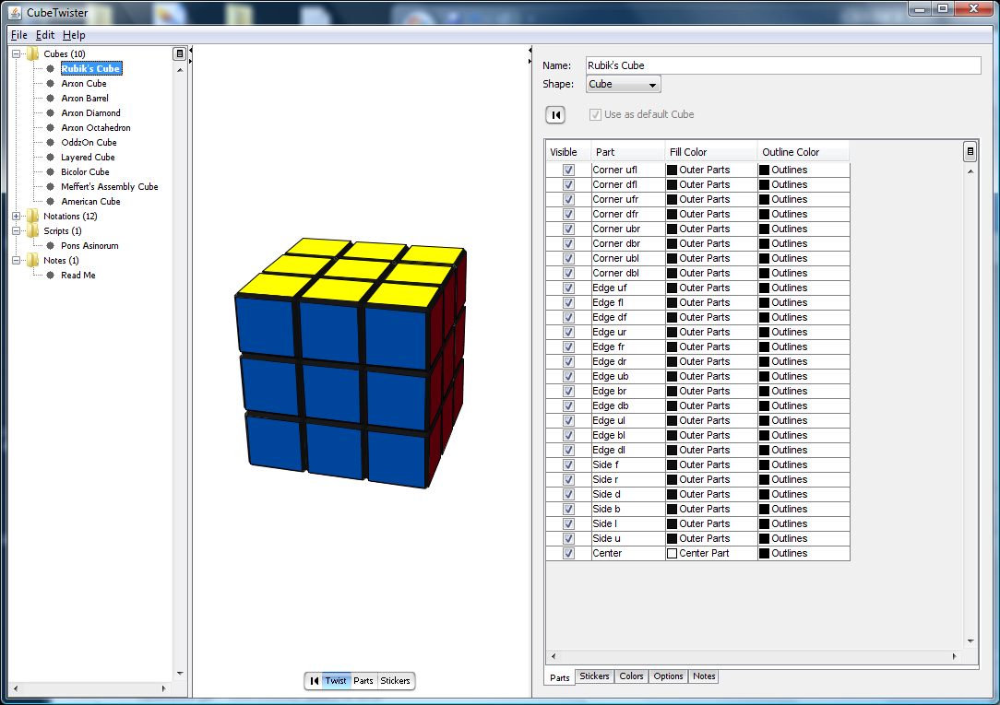 CubeTwister
File Edit Help
Cubes (10)
Rubik's Cube
Arxon Cube
Arxon Barrel
Arxon Diamond
Arxon Octahedron
OddzOn Cube
Layered Cube
Bicolor Cube
Meffert's Assembly Cube
American Cube
Notations (12)
Scripts (1)
Pons Asinorum
Notes (1)
Read Me
Twist Parts Stickers
Name: Rubik's Cube
Shape: Cube
Use as default Cube
Visible Part Fill Color Outline Color
Corner ufl Outer Parts Outlines
Corner dfl Outer Parts Outlines
Corner ufr Outer Parts Outlines
Corner dfr Outer Parts Outlines
Corner ubr Outer Parts Outlines
Corner dbr Outer Parts Outlines
Corner ubl Outer Parts Outlines
Corner dbl Outer Parts Outlines
Edge uf Outer Parts Outlines
Edge fl Outer Parts Outlines
Edge df Outer Parts Outlines
Edge ur Outer Parts Outlines
Edge fr Outer Parts Outlines
Edge dr Outer Parts Outlines
Edge ub Outer Parts Outlines
Edge br Outer Parts Outlines
Edge db Outer Parts Outlines
Edge ul Outer Parts Outlines
Edge bl Outer Parts Outlines
Edge dl Outer Parts Outlines
Side f Outer Parts Outlines
Side r Outer Parts Outlines
Side d Outer Parts Outlines
Side b Outer Parts Outlines
Side l Outer Parts Outlines
Side u Outer Parts Outlines
Center Center Part Outlines
Parts Stickers Colors Options Notes